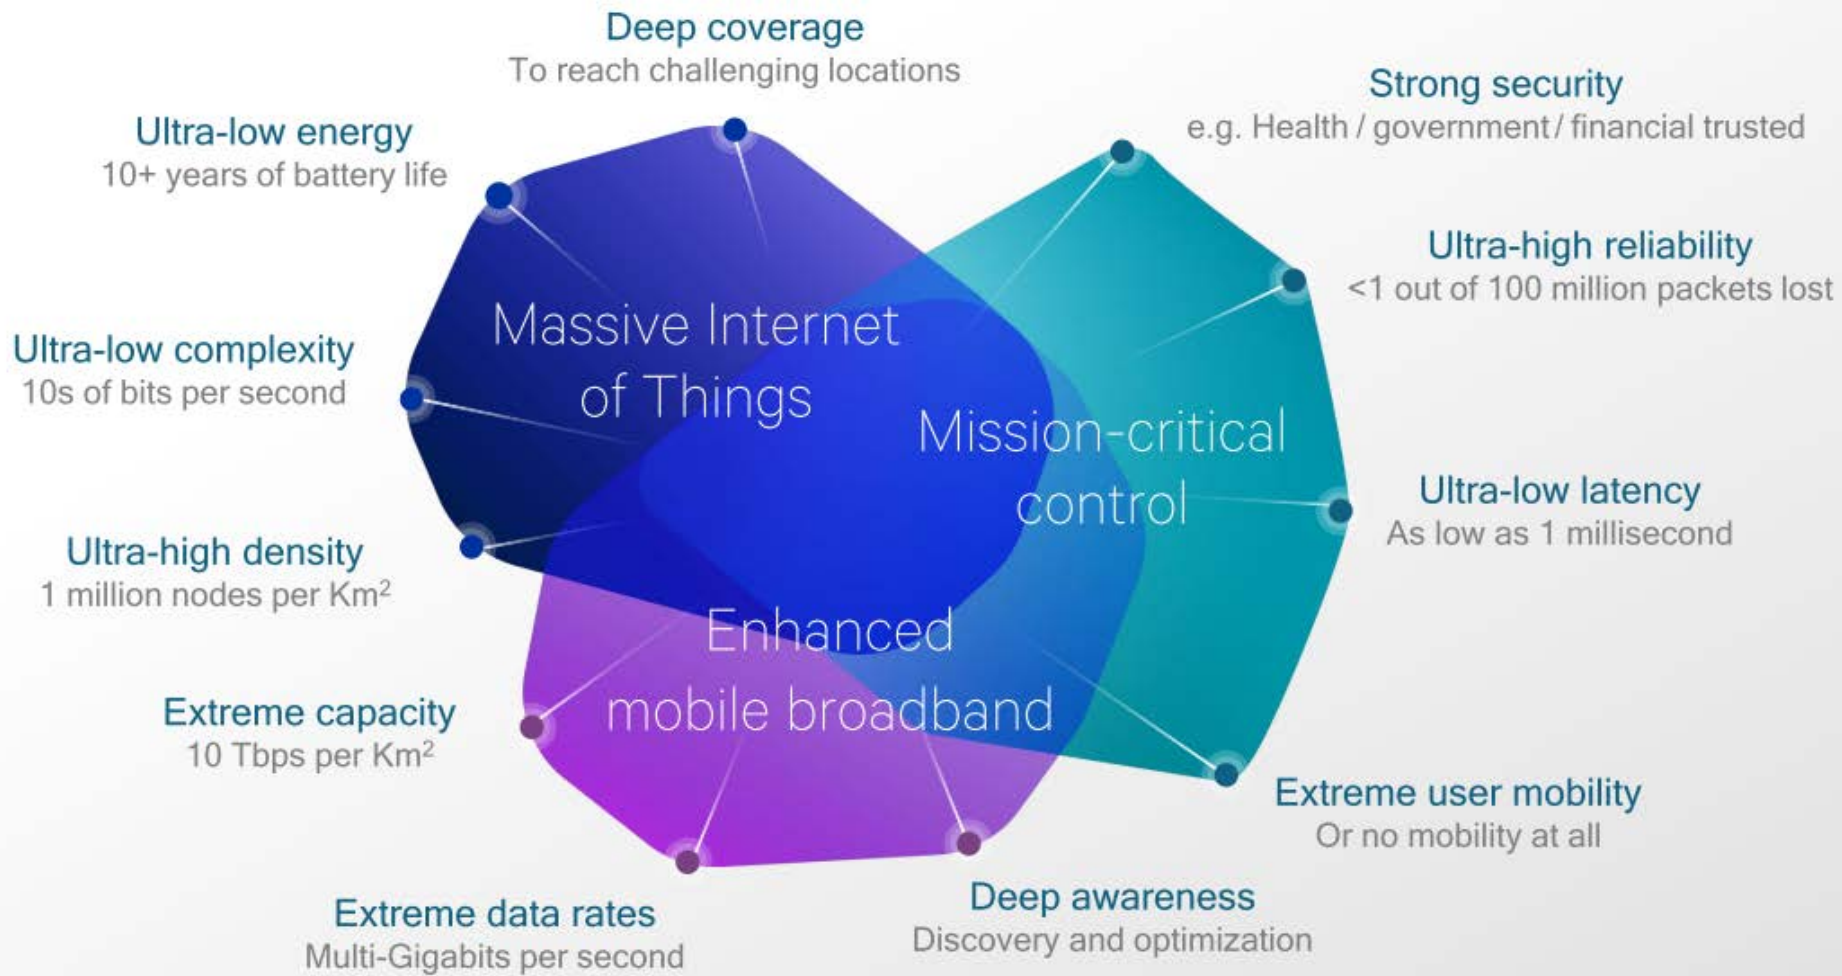 Deep coverage
To reach challenging locations
Strong security
e.g. Health / government / financial trusted
Ultra-low energy
10+ years of battery life
Ultra-high reliability
<1 out of 100 million packets lost
Massive Internet
of Things
Ultra-low complexity
10s of bits per second
Mission-critical
control
Ultra-low latency
As low as 1 millisecond
Ultra-high density
1 million nodes per Km²
Enhanced
mobile broadband
Extreme capacity
10 Tbps per Km²
Extreme user mobility
Or no mobility at all
Extreme data rates
Multi-Gigabits per second
Deep awareness
Discovery and optimization